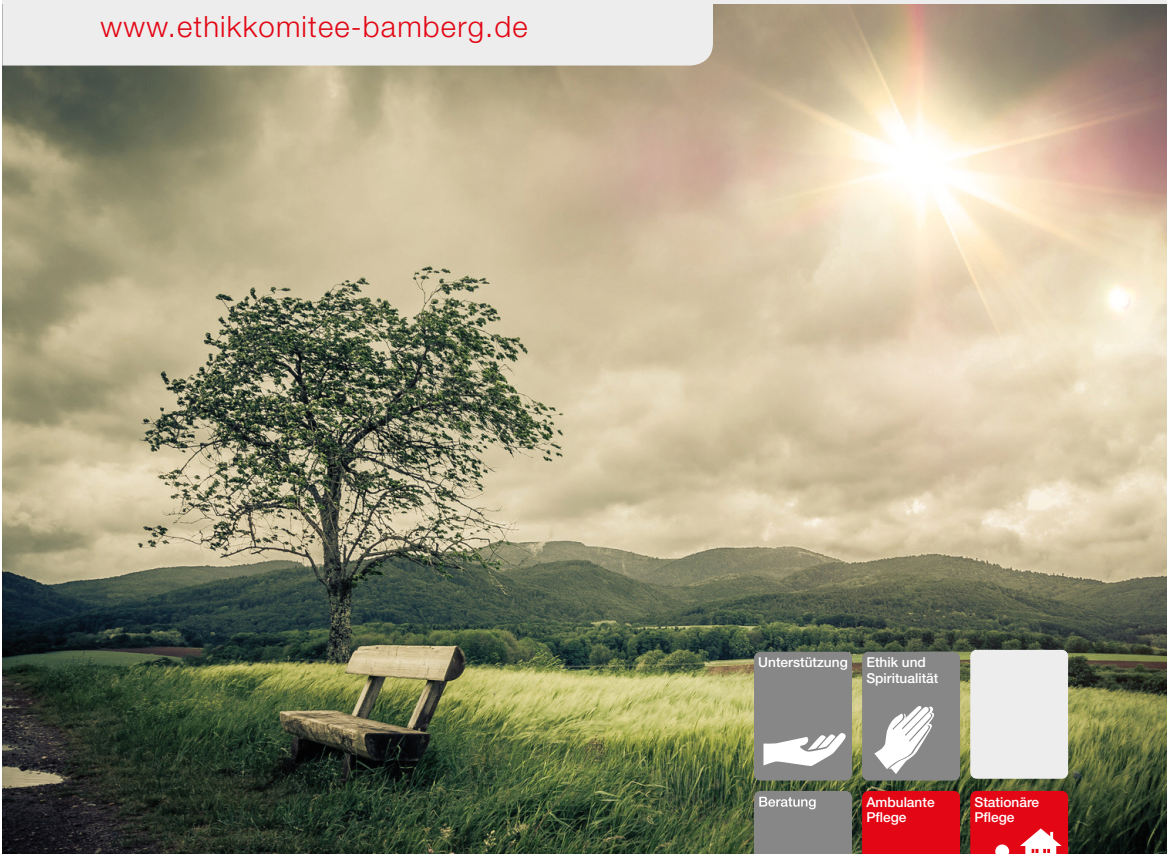 www.ethikkomitee-bamberg.de
Unterstützung
Ethik und
Spiritualität
Beratung
Ambulante
Pflege
Stationäre
Pflege